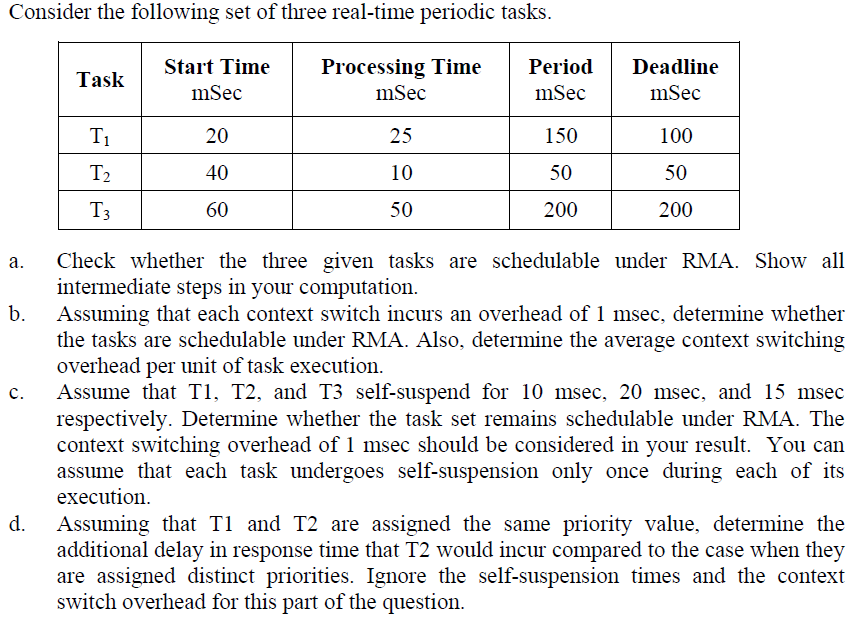 Consider the following set of three real-time periodic tasks.
Task Start Time Processing Time Period Deadline
mSec mSec mSec mSec
T1 20 25 150 100
T2 40 10 50 50
T3 60 50 200 200
a. Check whether the three given tasks are schedulable under RMA. Show all
intermediate steps in your computation.
b. Assuming that each context switch incurs an overhead of 1 msec, determine whether
the tasks are schedulable under RMA. Also, determine the average context switching
overhead per unit of task execution.
c. Assume that T1, T2, and T3 self-suspend for 10 msec, 20 msec, and 15 msec
respectively. Determine whether the task set remains schedulable under RMA. The
context switching overhead of 1 msec should be considered in your result. You can
assume that each task undergoes self-suspension only once during each of its
execution.
d. Assuming that T1 and T2 are assigned the same priority value, determine the
additional delay in response time that T2 would incur compared to the case when they
are assigned distinct priorities. Ignore the self-suspension times and the context
switch overhead for this part of the question.